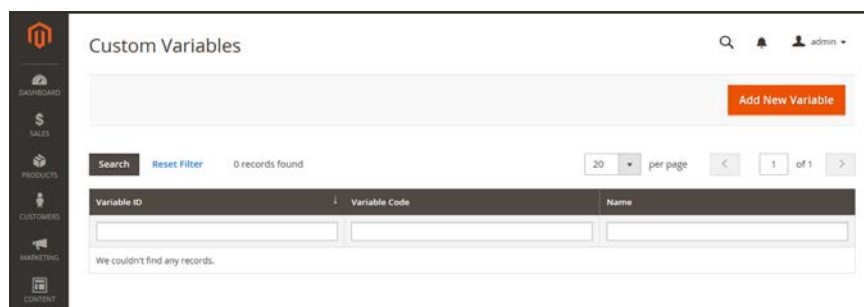 Custom Variables
admin
DASHBOARD
Add New Variable
SALES
Search Reset Filter 0 records found 20 per page 1 of 1
PRODUCTS
Variable ID Variable Code Name
CUSTOMERS
MARKETING
We couldn't find any records.
CONTENT